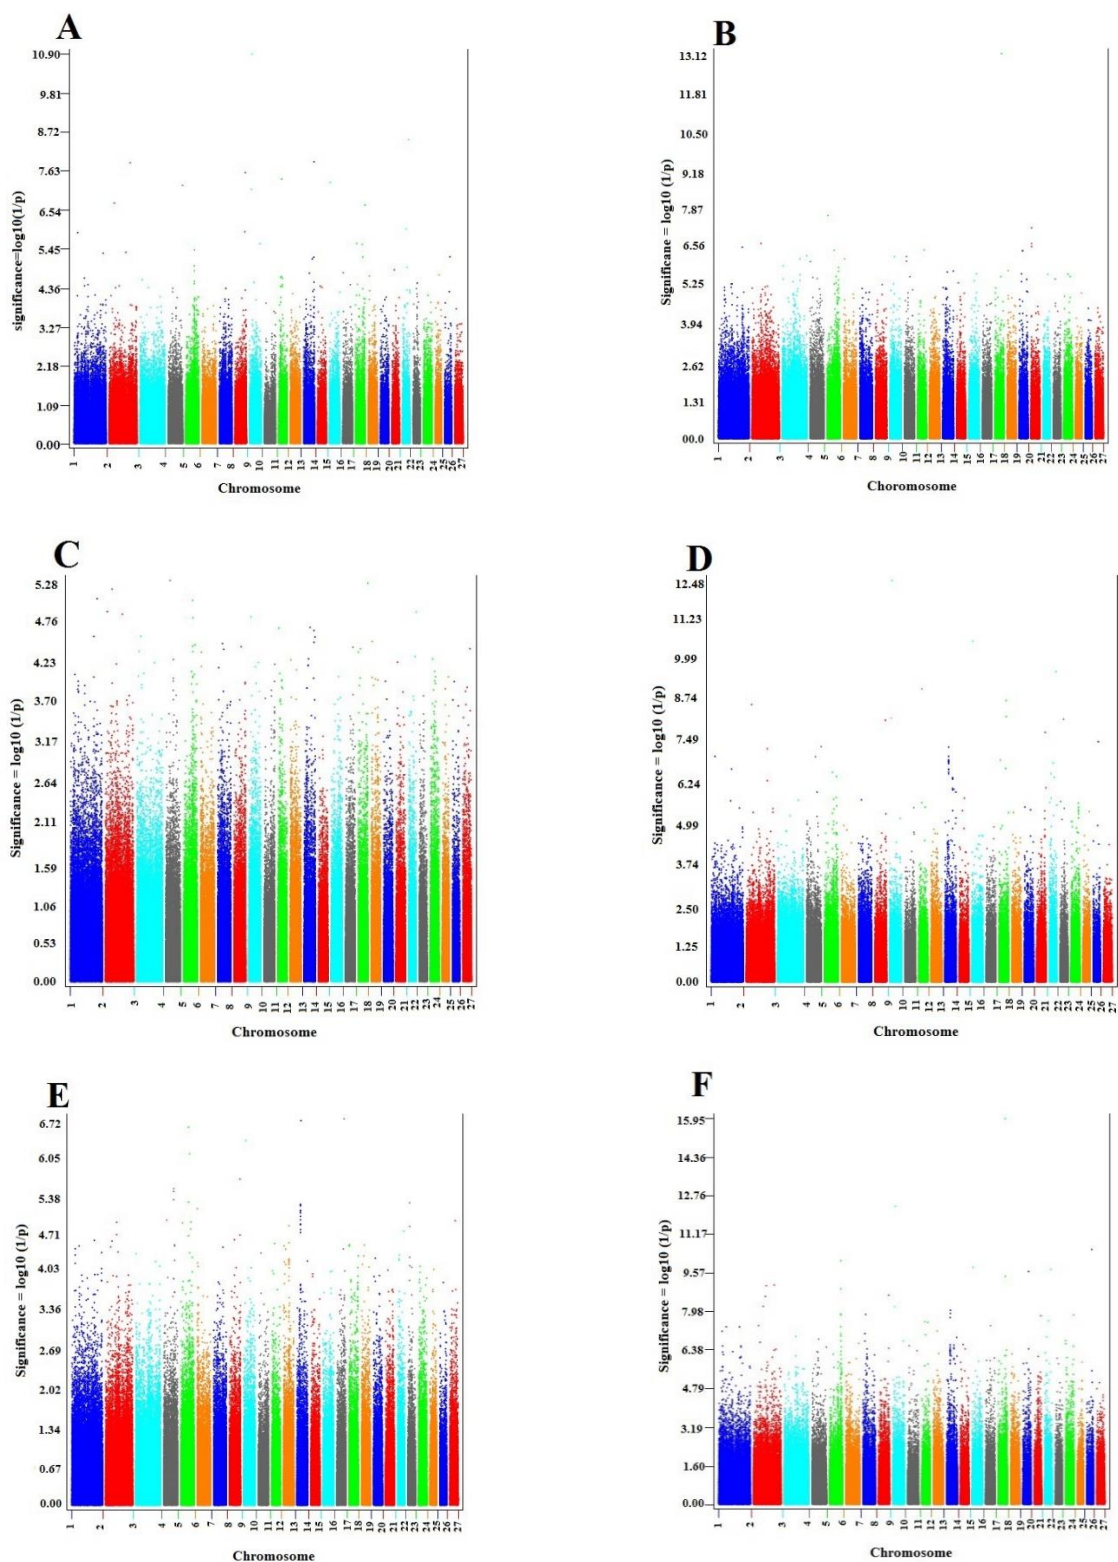 A
10.90
9.81
8.72
7.63
6.54
5.45
4.36
3.27
2.18
1.09
0.00
significance=log10(1/p)
1 2 3 4 5 6 7 8 9 10 11 12 13 14 15 16 17 18 19 20 21 22 23 24 25 26 27
Chromosome
B
13.12
11.81
10.50
9.18
7.87
6.56
5.25
3.94
2.62
1.31
00.0
Significane = log10 (1/p)
1 2 3 4 5 6 7 8 9 10 11 12 13 14 15 16 17 18 19 20 21 22 23 24 25 26 27
Choromosome
C
5.28
4.76
4.23
3.70
3.17
2.64
2.11
1.59
1.06
0.53
0.00
Significance = log10 (1/p)
1 2 3 4 5 6 7 8 9 10 11 12 13 14 15 16 17 18 19 20 21 22 23 24 25 26 27
Chromosome
D
12.48
11.23
9.99
8.74
7.49
6.24
4.99
3.74
2.50
1.25
0.00
Significance = log10 (1/p)
1 2 3 4 5 6 7 8 9 10 11 12 13 14 15 16 17 18 19 20 21 22 23 24 25 26 27
Chromosome
E
6.72
6.05
5.38
4.71
4.03
3.36
2.69
2.02
1.34
0.67
0.00
Significance = log10 (1/p)
1 2 3 4 5 6 7 8 9 10 11 12 13 14 15 16 17 18 19 20 21 22 23 24 25 26 27
Chromosome
F
15.95
14.36
12.76
11.17
9.57
7.98
6.38
4.79
3.19
1.60
0.00
Significance = log10 (1/p)
1 2 3 4 5 6 7 8 9 10 11 12 13 14 15 16 17 18 19 20 21 22 23 24 25 26 27
Chromosome